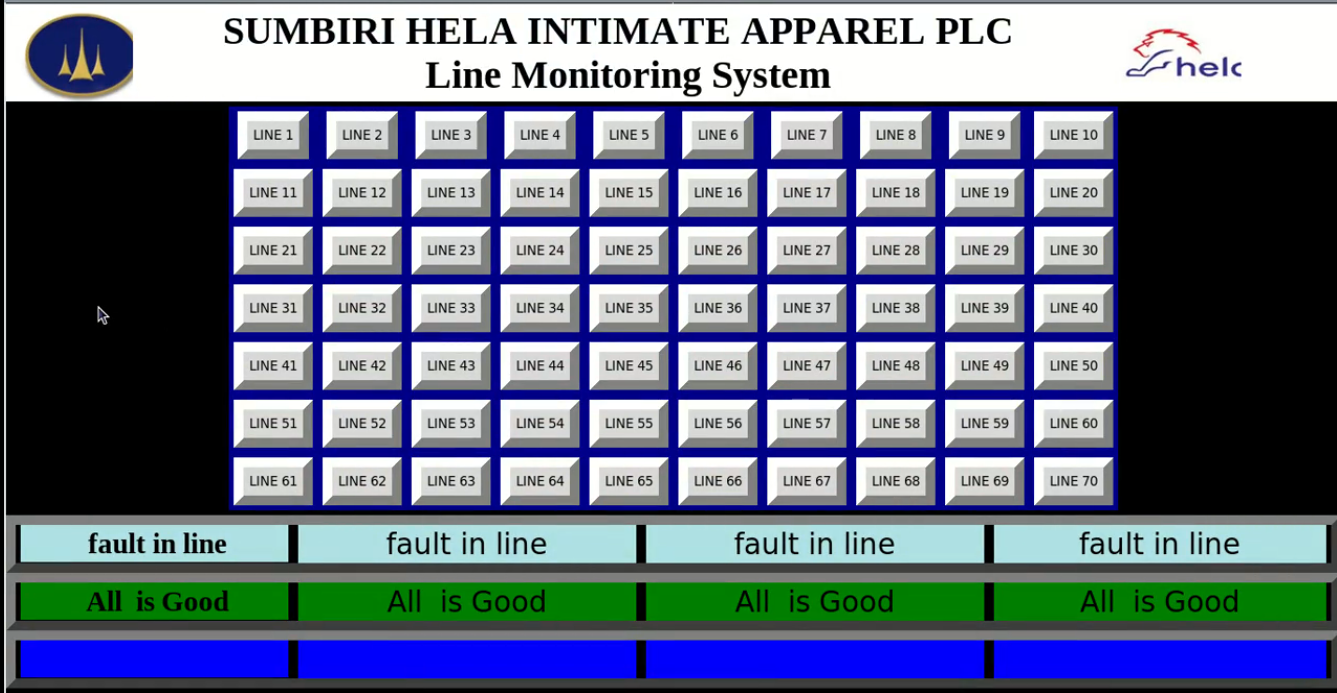 SUMBIRI HELA INTIMATE APPAREL PLC
Line Monitoring System
helc
LINE 1 LINE 2 LINE 3 LINE 4 LINE 5 LINE 6 LINE 7 LINE 8 LINE 9 LINE 10
LINE 11 LINE 12 LINE 13 LINE 14 LINE 15 LINE 16 LINE 17 LINE 18 LINE 19 LINE 20
LINE 21 LINE 22 LINE 23 LINE 24 LINE 25 LINE 26 LINE 27 LINE 28 LINE 29 LINE 30
LINE 31 LINE 32 LINE 33 LINE 34 LINE 35 LINE 36 LINE 37 LINE 38 LINE 39 LINE 40
LINE 41 LINE 42 LINE 43 LINE 44 LINE 45 LINE 46 LINE 47 LINE 48 LINE 49 LINE 50
LINE 51 LINE 52 LINE 53 LINE 54 LINE 55 LINE 56 LINE 57 LINE 58 LINE 59 LINE 60
LINE 61 LINE 62 LINE 63 LINE 64 LINE 65 LINE 66 LINE 67 LINE 68 LINE 69 LINE 70
fault in line fault in line fault in line fault in line
All is Good All is Good All is Good All is Good